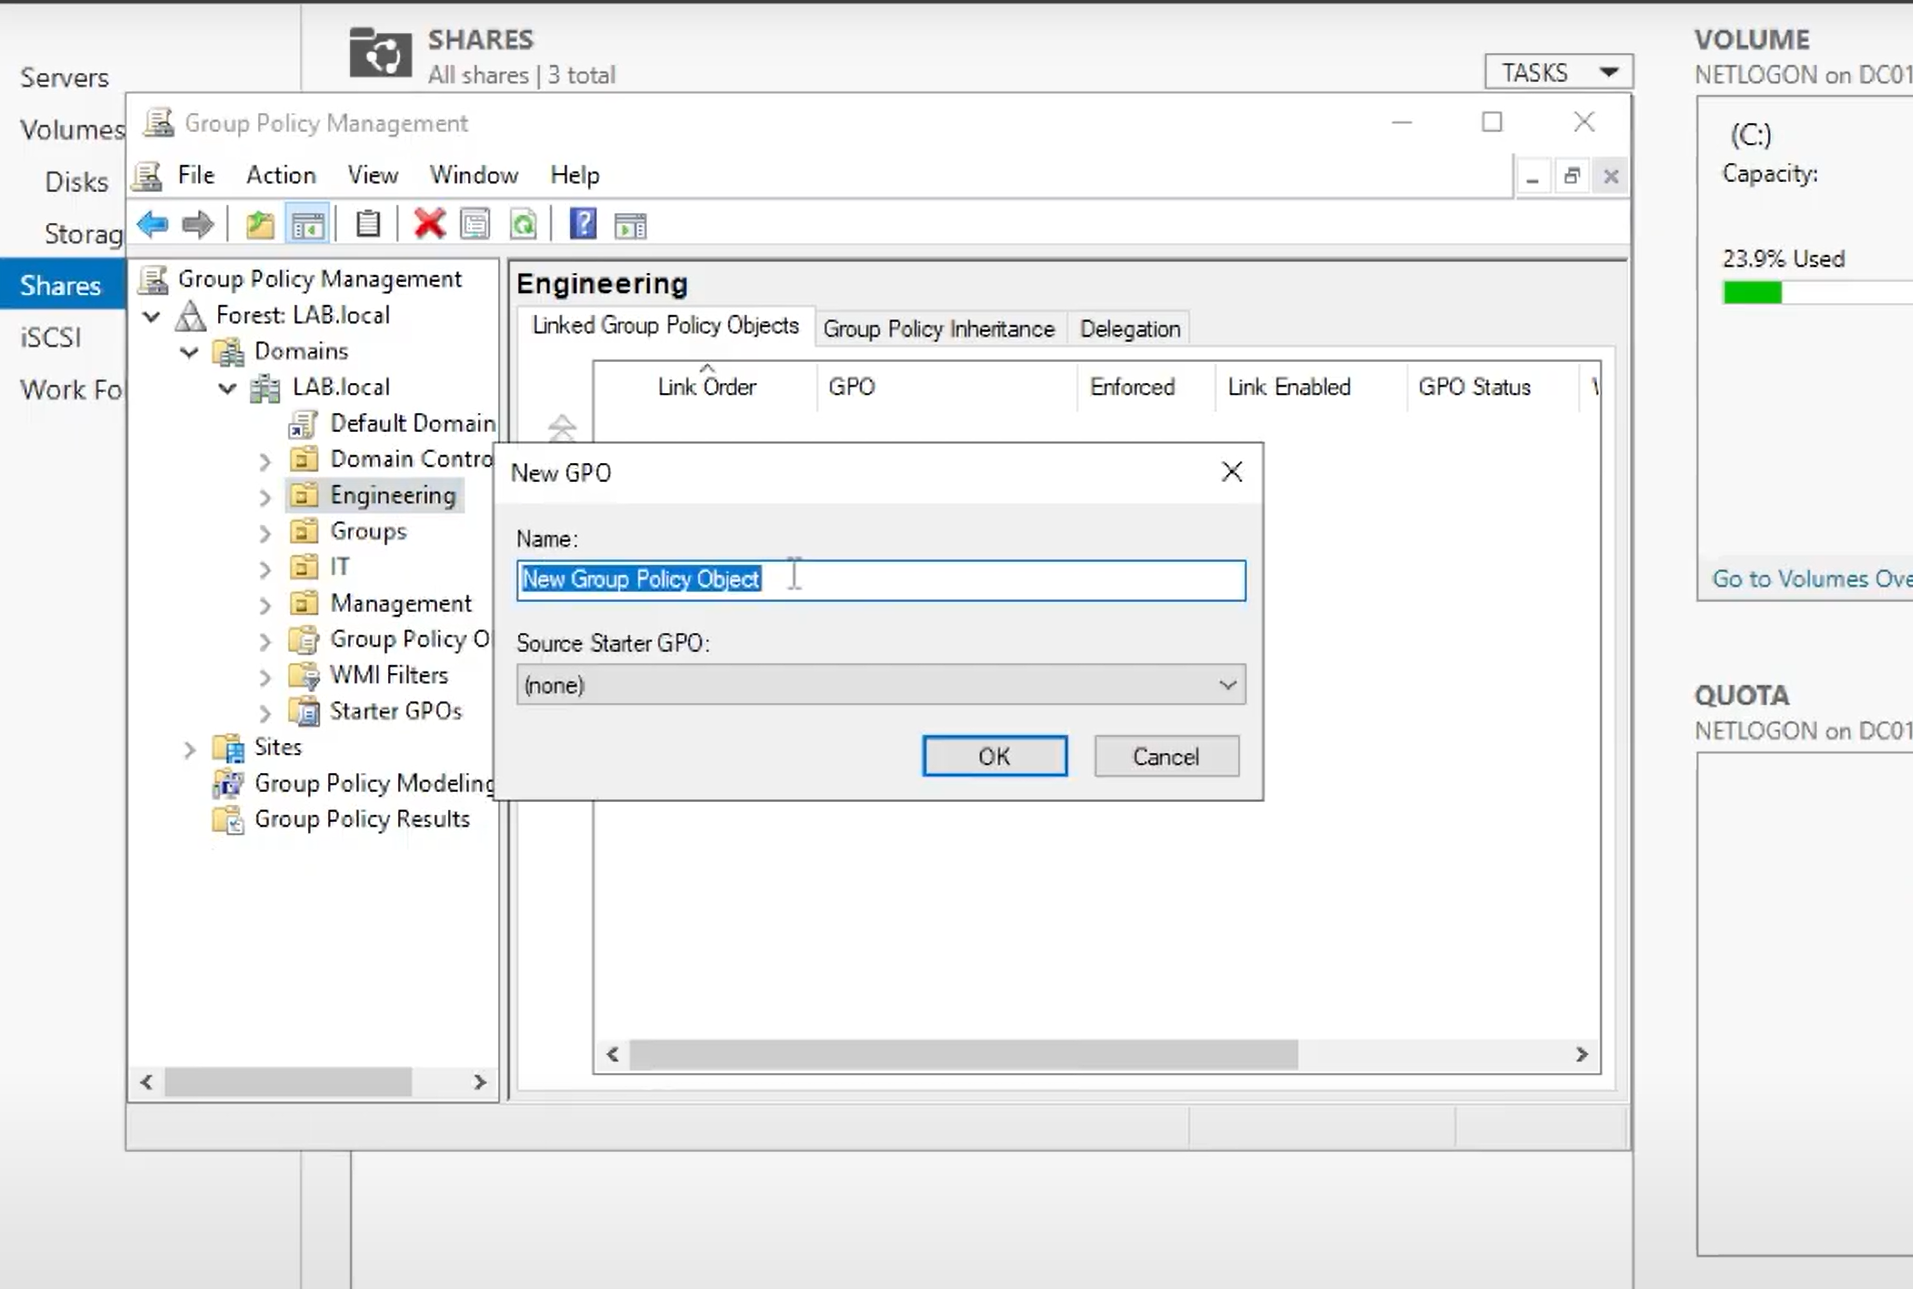 SHARES
All shares | 3 total
TASKS
VOLUME
NETLOGON on DC01
Servers
Volumes
Disks
Storag
Shares
iSCSI
Work Fo
Group Policy Management
File Action View Window Help
Group Policy Management
Forest: LAB.local
Domains
LAB.local
Default Domain
Domain Contro
Engineering
Groups
IT
Management
Group Policy O
WMI Filters
Starter GPOs
Sites
Group Policy Modeling
Group Policy Results
Engineering
Linked Group Policy Objects Group Policy Inheritance Delegation
Link Order GPO Enforced Link Enabled GPO Status
New GPO
Name:
New Group Policy Object
Source Starter GPO:
(none)
OK Cancel
(C:)
Capacity:
23.9% Used
Go to Volumes Ove
QUOTA
NETLOGON on DC01